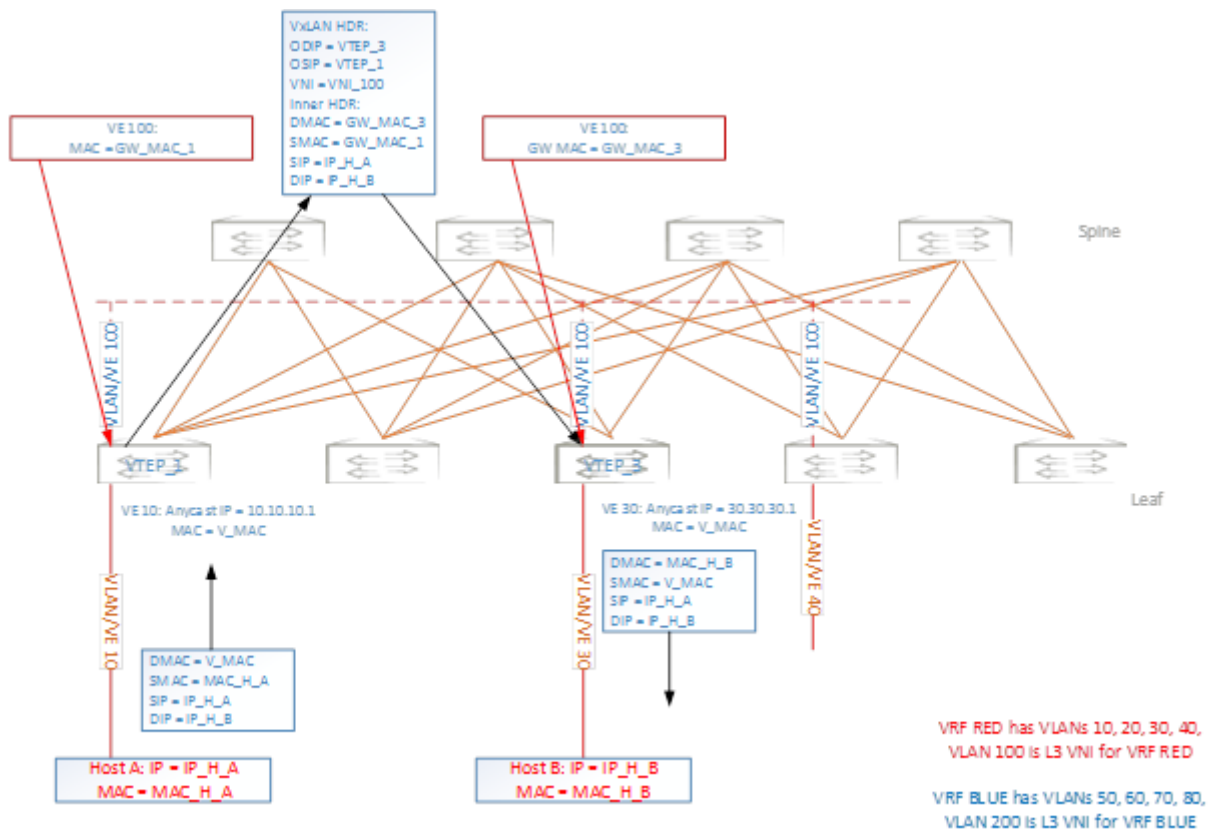 VxLAN HDR:
ODIP = VTEP_3
OSIP = VTEP_1
VNI = VNI_100
Inner HDR:
DMAC = GW_MAC_3
SMAC = GW_MAC_1
SIP = IP_H_A
DIP = IP_H_B
VE100:
MAC =GW_MAC_1
VE100:
GW MAC = GW_MAC_3
Spine
VLAN/VE 100
VLAN/VE 100
VLAN/VE 100
VTEP_1
VTEP_3
Leaf
VE10: Anycast IP = 10.10.10.1
MAC = V_MAC
VE 30: Anycast IP = 30.30.30.1
MAC = V_MAC
VLAN/VE 10
VLAN/VE 30
VLAN/VE 40
DMAC = MAC_H_B
SMAC = V_MAC
SIP = IP_H_A
DIP = IP_H_B
DMAC = V_MAC
SMAC = MAC_H_A
SIP = IP_H_A
DIP = IP_H_B
Host A: IP = IP_H_A
MAC = MAC_H_A
Host B: IP = IP_H_B
MAC = MAC_H_B
VRF RED has VLANs 10, 20, 30, 40,
VLAN 100 is L3 VNI for VRF RED
VRF BLUE has VLANs 50, 60, 70, 80,
VLAN 200 is L3 VNI for VRF BLUE